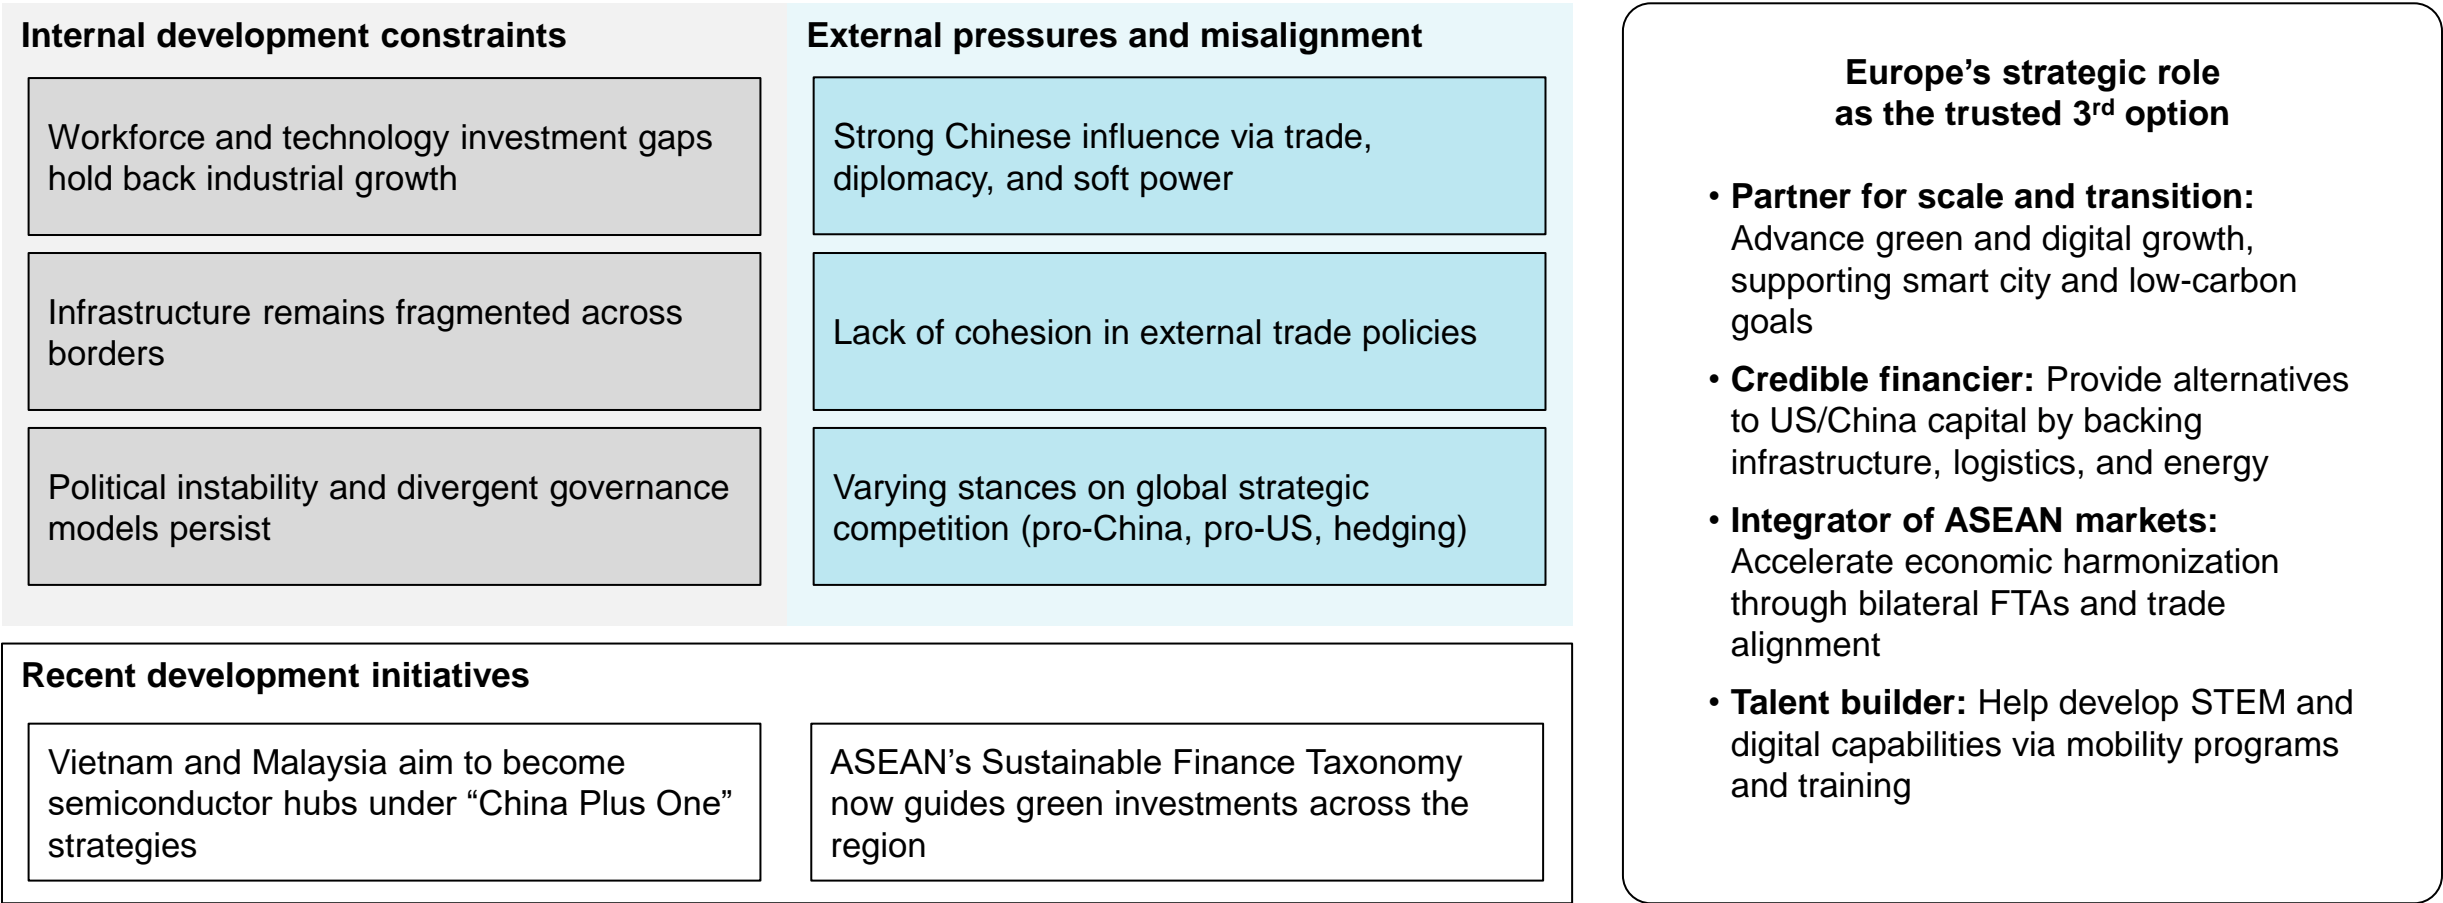 Internal development constraints
Workforce and technology investment gaps
hold back industrial growth
Infrastructure remains fragmented across
borders
Political instability and divergent governance
models persist
External pressures and misalignment
Strong Chinese influence via trade,
diplomacy, and soft power
Lack of cohesion in external trade policies
Varying stances on global strategic
competition (pro-China, pro-US, hedging)
Recent development initiatives
Vietnam and Malaysia aim to become
semiconductor hubs under “China Plus One”
strategies
ASEAN’s Sustainable Finance Taxonomy
now guides green investments across the
region
Europe’s strategic role
as the trusted 3rd option
• Partner for scale and transition:
Advance green and digital growth,
supporting smart city and low-carbon
goals
• Credible financier: Provide alternatives
to US/China capital by backing
infrastructure, logistics, and energy
• Integrator of ASEAN markets:
Accelerate economic harmonization
through bilateral FTAs and trade
alignment
• Talent builder: Help develop STEM and
digital capabilities via mobility programs
and training